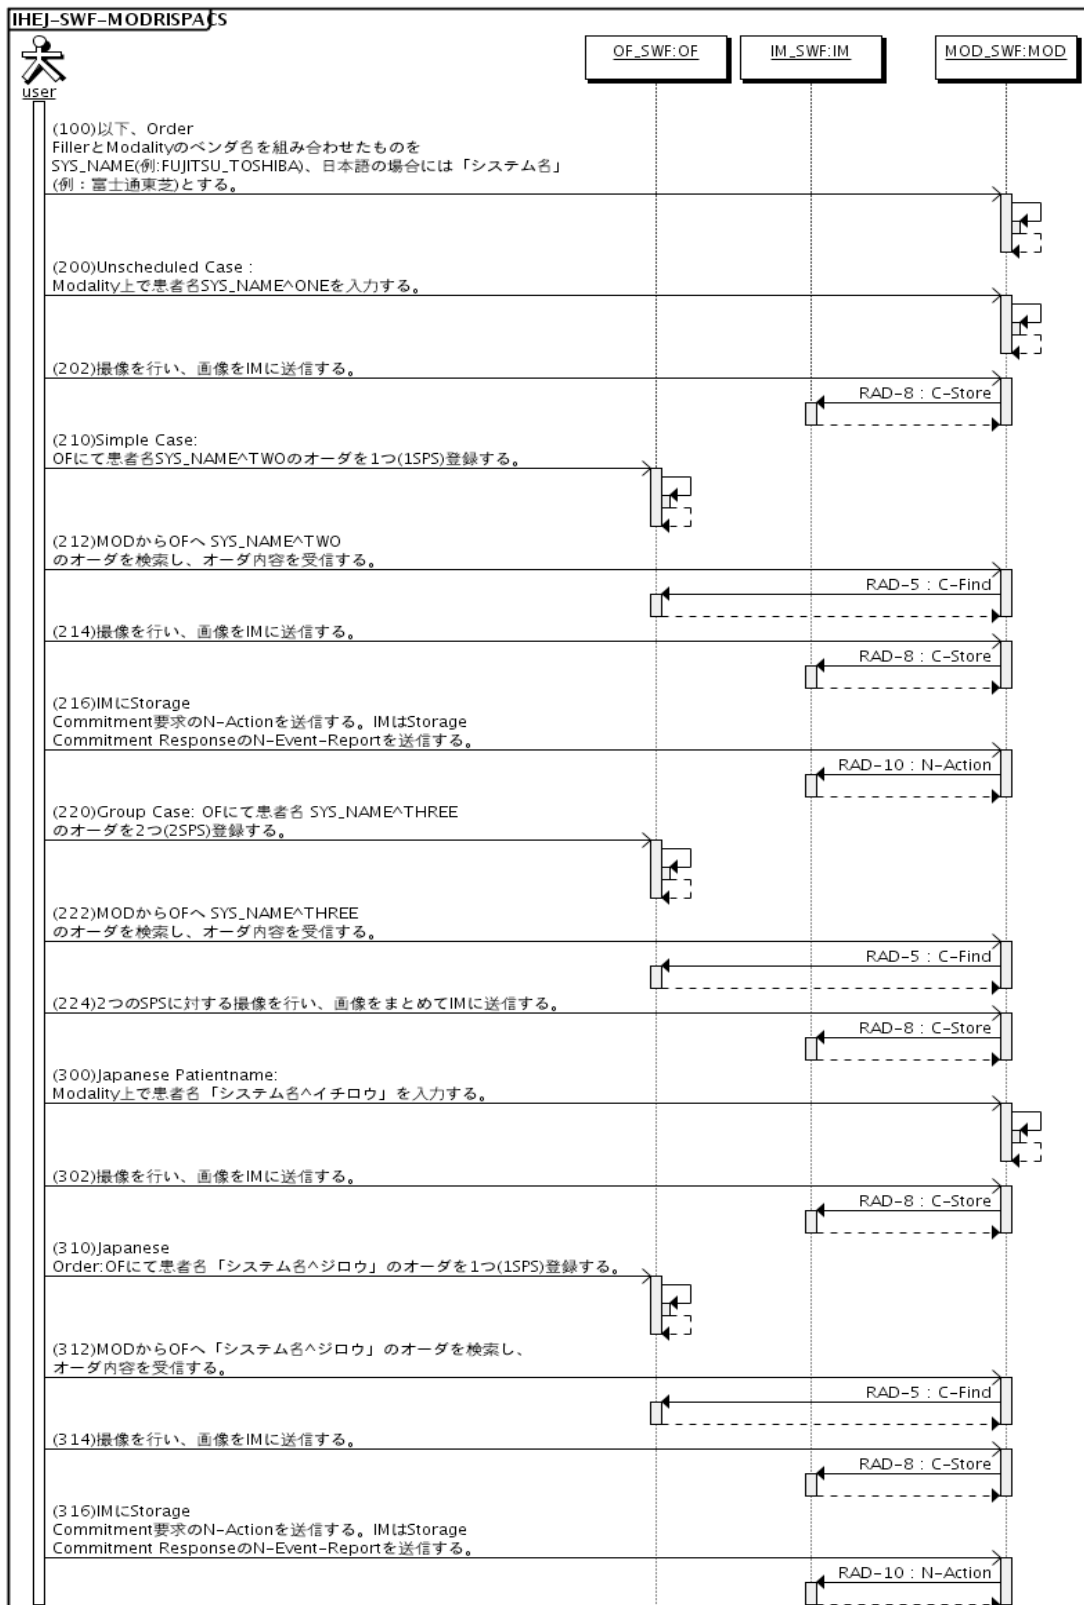 IHEJ-SWF-MODRISPACS
user
OF_SWF:OF
IM_SWF:IM
MOD_SWF:MOD
(100)以下、Order
FillerとModalityのベンダ名を組み合わせたものを
SYS_NAME(例:FUJITSU_TOSHIBA)、日本語の場合には「システム名」
(例：富士通東芝)とする。
(200)Unscheduled Case :
Modality上で患者名SYS_NAME^ONEを入力する。
(202)撮像を行い、画像をIMに送信する。
RAD-8 : C-Store
(210)Simple Case:
OFにて患者名SYS_NAME^TWOのオーダを1つ(1SPS)登録する。
(212)MODからOFへ SYS_NAME^TWO
のオーダを検索し、オーダ内容を受信する。
RAD-5 : C-Find
(214)撮像を行い、画像をIMに送信する。
RAD-8 : C-Store
(216)IMにStorage
Commitment要求のN-Actionを送信する。IMはStorage
Commitment ResponseのN-Event-Reportを送信する。
RAD-10 : N-Action
(220)Group Case: OFにて患者名 SYS_NAME^THREE
のオーダを2つ(2SPS)登録する。
(222)MODからOFへ SYS_NAME^THREE
のオーダを検索し、オーダ内容を受信する。
RAD-5 : C-Find
(224)2つのSPSに対する撮像を行い、画像をまとめてIMに送信する。
RAD-8 : C-Store
(300)Japanese Patientname:
Modality上で患者名「システム名^イチロウ」を入力する。
(302)撮像を行い、画像をIMに送信する。
RAD-8 : C-Store
(310)Japanese
Order:OFにて患者名「システム名^ジロウ」のオーダを1つ(1SPS)登録する。
(312)MODからOFへ「システム名^ジロウ」のオーダを検索し、
オーダ内容を受信する。
RAD-5 : C-Find
(314)撮像を行い、画像をIMに送信する。
RAD-8 : C-Store
(316)IMにStorage
Commitment要求のN-Actionを送信する。IMはStorage
Commitment ResponseのN-Event-Reportを送信する。
RAD-10 : N-Action